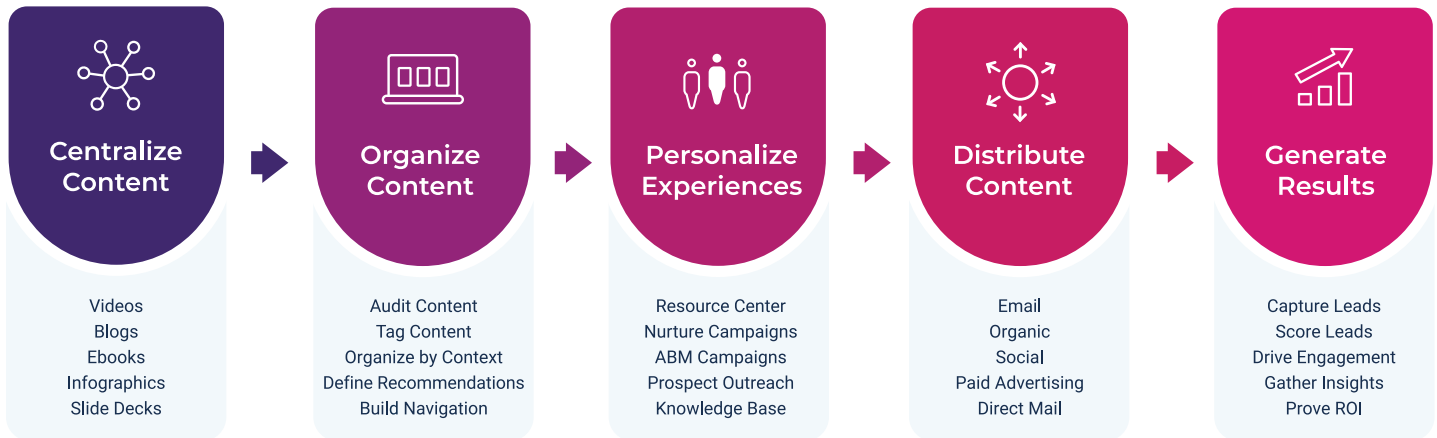 Centralize
Content
Videos
Blogs
Ebooks
Infographics
Slide Decks
Organize
Content
Audit Content
Tag Content
Organize by Context
Define Recommendations
Build Navigation
Personalize
Experiences
Resource Center
Nurture Campaigns
ABM Campaigns
Prospect Outreach
Knowledge Base
Distribute
Content
Email
Organic
Social
Paid Advertising
Direct Mail
Generate
Results
Capture Leads
Score Leads
Drive Engagement
Gather Insights
Prove ROI